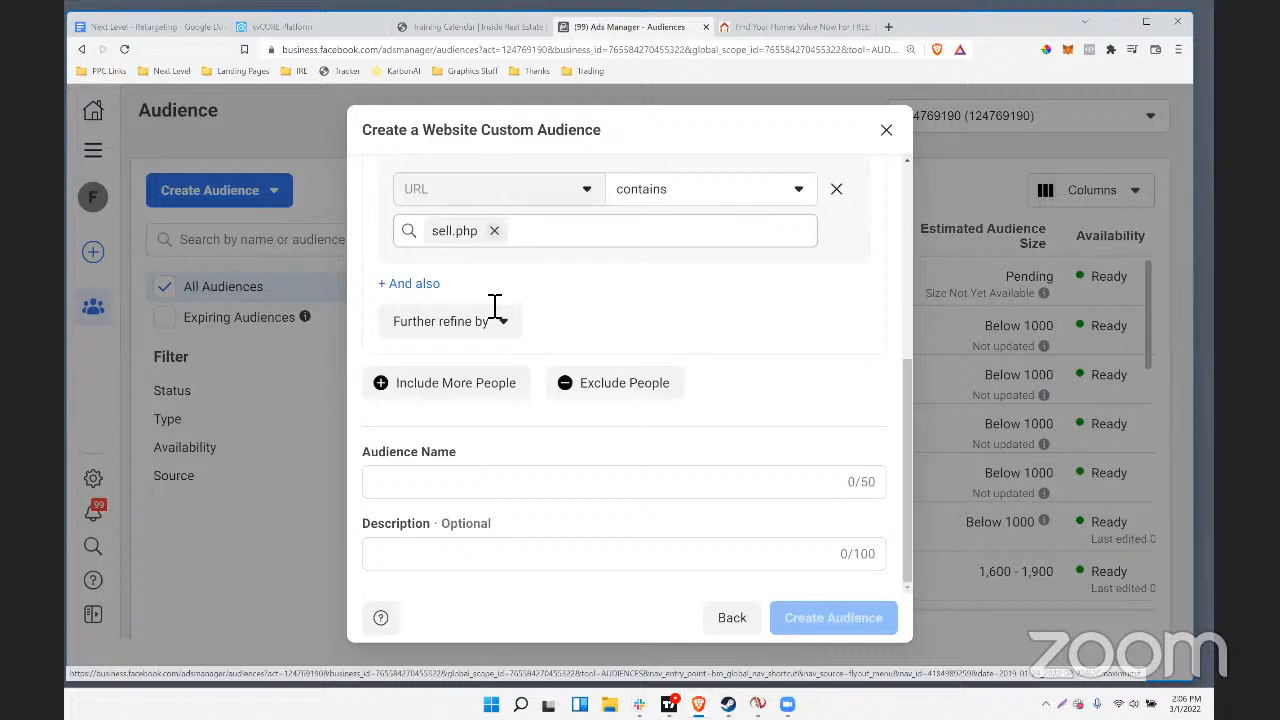 Next Level - Retargeting - Google Do
kvCORE Platform
Training Calendar | Inside Real Estate
(99) Ads Manager - Audiences
Find Your Homes Value Now For FREE
business.facebook.com/adsmanager/audiences?act=124769190&business_id=765584270455322&global_scope_id=765584270455322&tool=AUD...
PPC Links
Next Level
Landing Pages
IRE
Tracker
KarbonAI
Graphics Stuff
Thanks
Trading
Audience
4769190 (124769190)
F
Create Audience
Search by name or audience
All Audiences
Expiring Audiences
Filter
Status
Type
Availability
Source
99
Create a Website Custom Audience
URL
contains
sell.php
+ And also
Further refine by
Include More People
Exclude People
Audience Name
0/50
Description · Optional
0/100
Back
Create Audience
Columns
Estimated Audience
Size
Availability
Pending
Ready
Size Not Yet Available
Below 1000
Ready
Not updated
Below 1000
Ready
Not updated
Below 1000
Ready
Not updated
Below 1000
Ready
Not updated
Below 1000
Ready
Last edited
1,600 - 1,900
Ready
Last edited
zoom
2:06 PM
3/1/2022